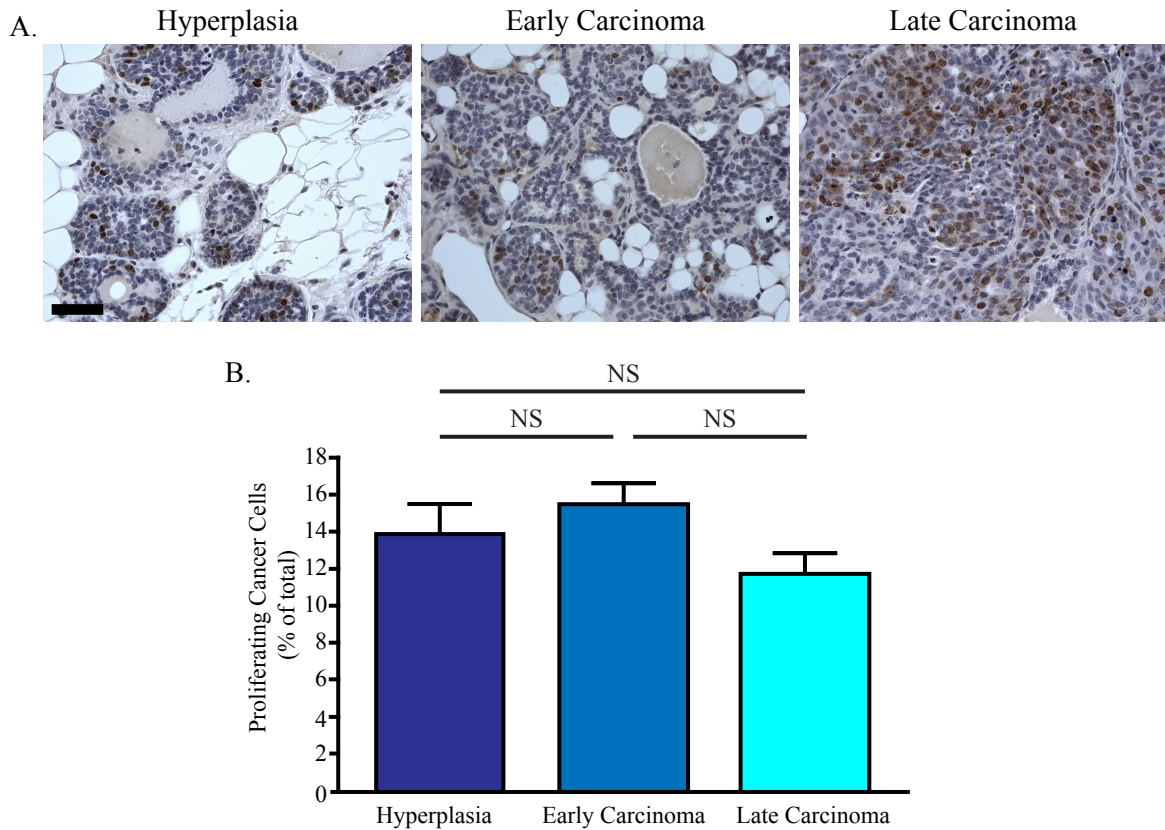 A.
Hyperplasia
Early Carcinoma
Late Carcinoma
B.
NS
NS
NS
Proliferating Cancer Cells
(% of total)
18
16
14
12
10
8
6
4
2
0
Hyperplasia
Early Carcinoma
Late Carcinoma